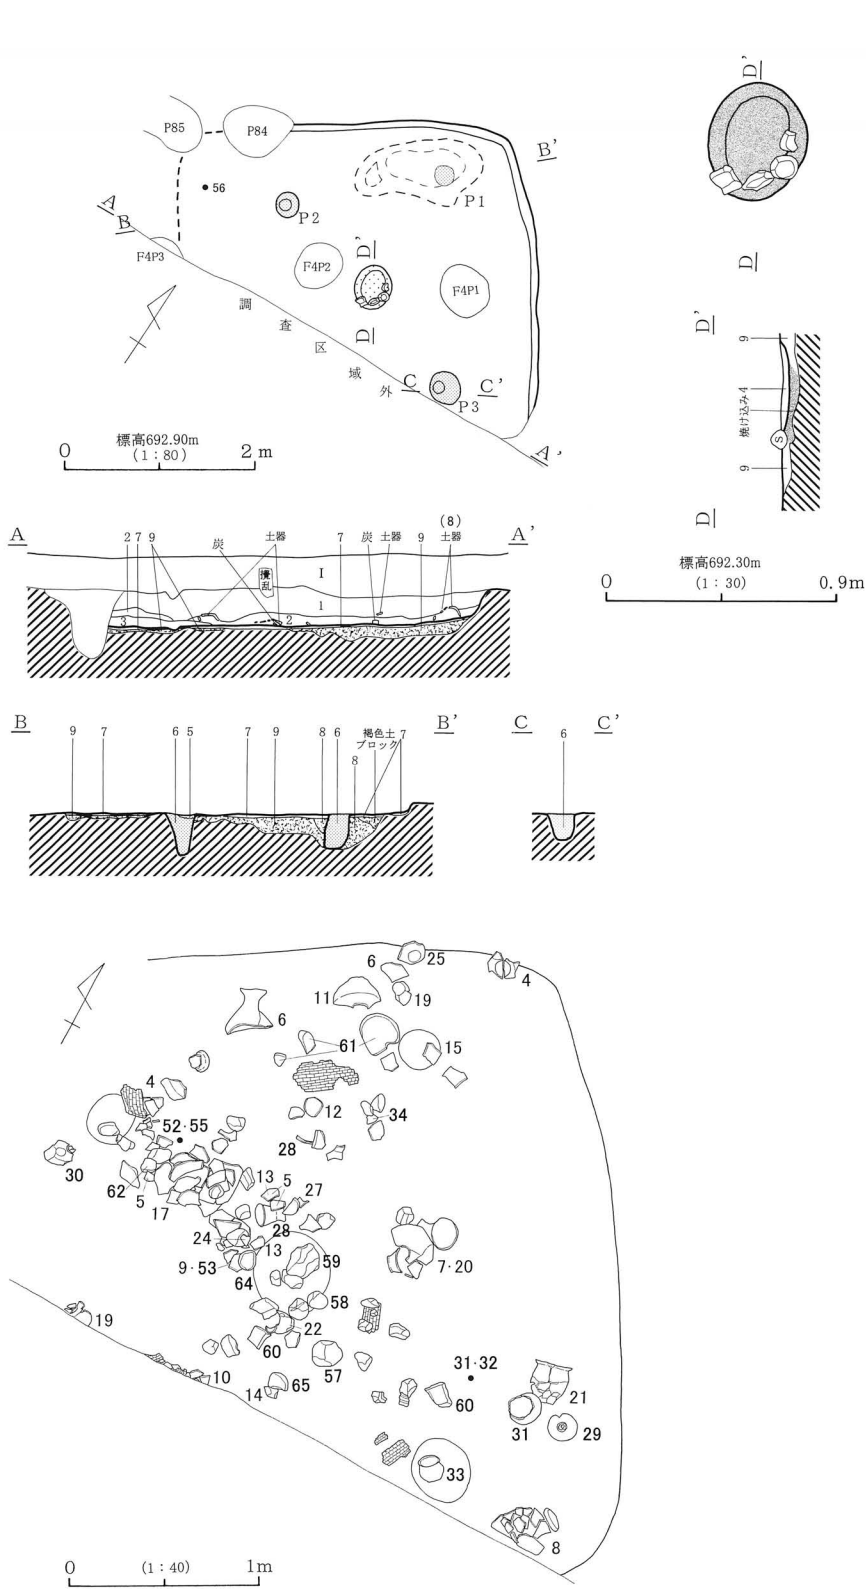 P85
P84
B'
A
B
56
P2
P1
F4P3
F4P2
D'
F4P1
D
調査区域外
C
C'
P3
A'
標高692.90m
0 (1:80) 2m
D'
D
D'
9
4
焼け込み
S
9
D
標高692.30m
0 (1:30) 0.9m
A
2 7 9 炭 土器 7 炭 土器 9 (8) 土器
A'
攪乱
I
1
2
3
B
9 7 6 5 7 9 8 6 褐色土ブロック 7
8
B'
C
6
C'
25
6
4
11
19
6
61
15
4
12
34
52・55
28
30
62
5
17
13
5
27
24
28
13
9・53
64
59
7・20
58
19
22
60
57
31・32
10
14
65
60
21
31
29
33
8
0 (1:40) 1m